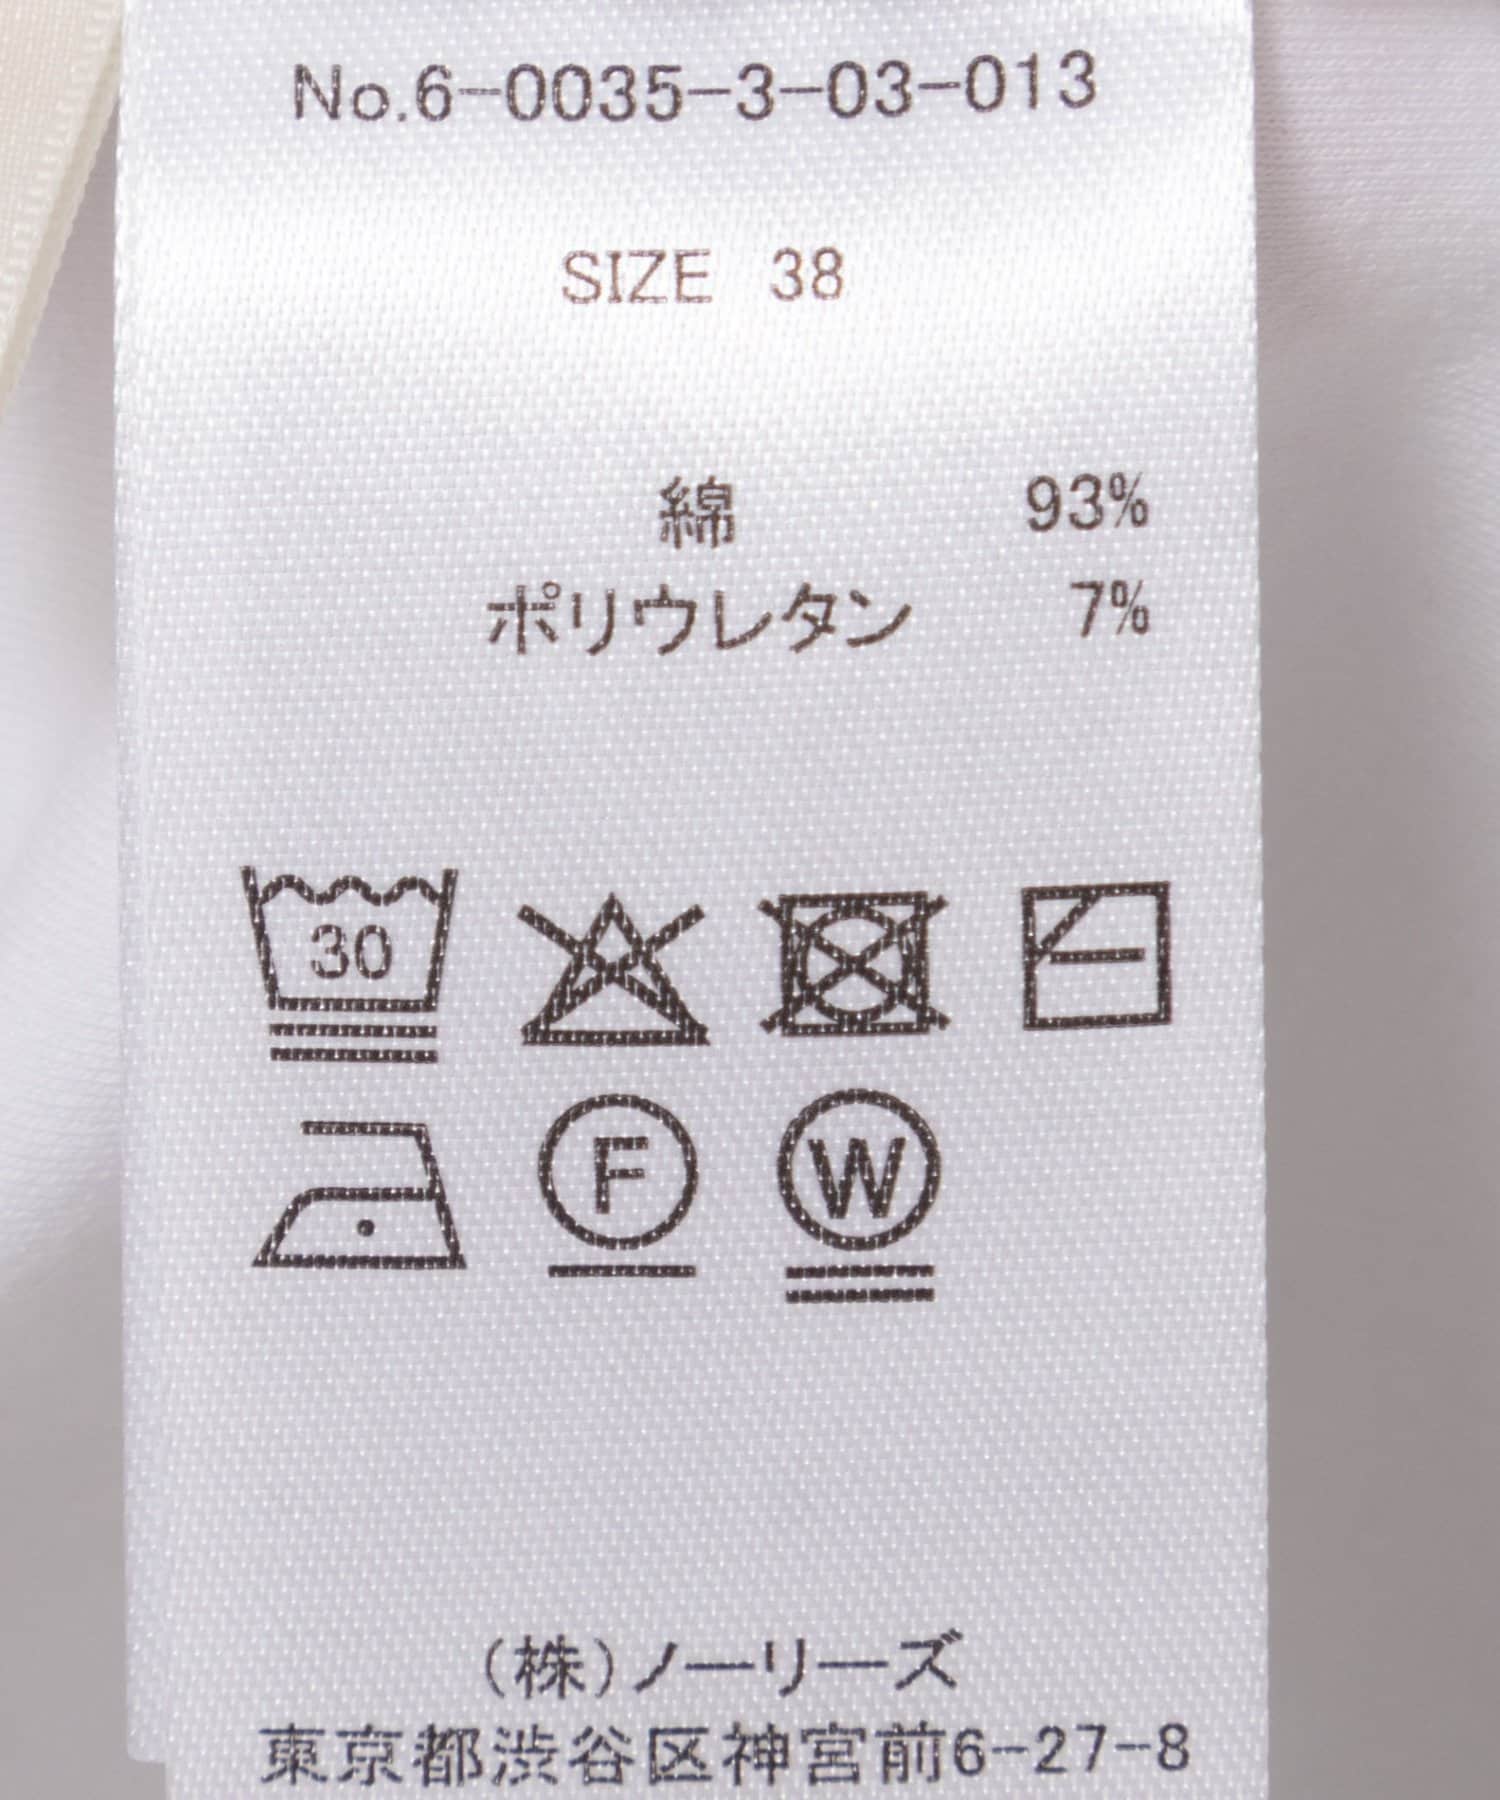 No.6-0035-3-03-013
SIZE 38
綿 93%
ポリウレタン 7%
30
F W
(株)ノーリーズ
東京都渋谷区神宮前6-27-8